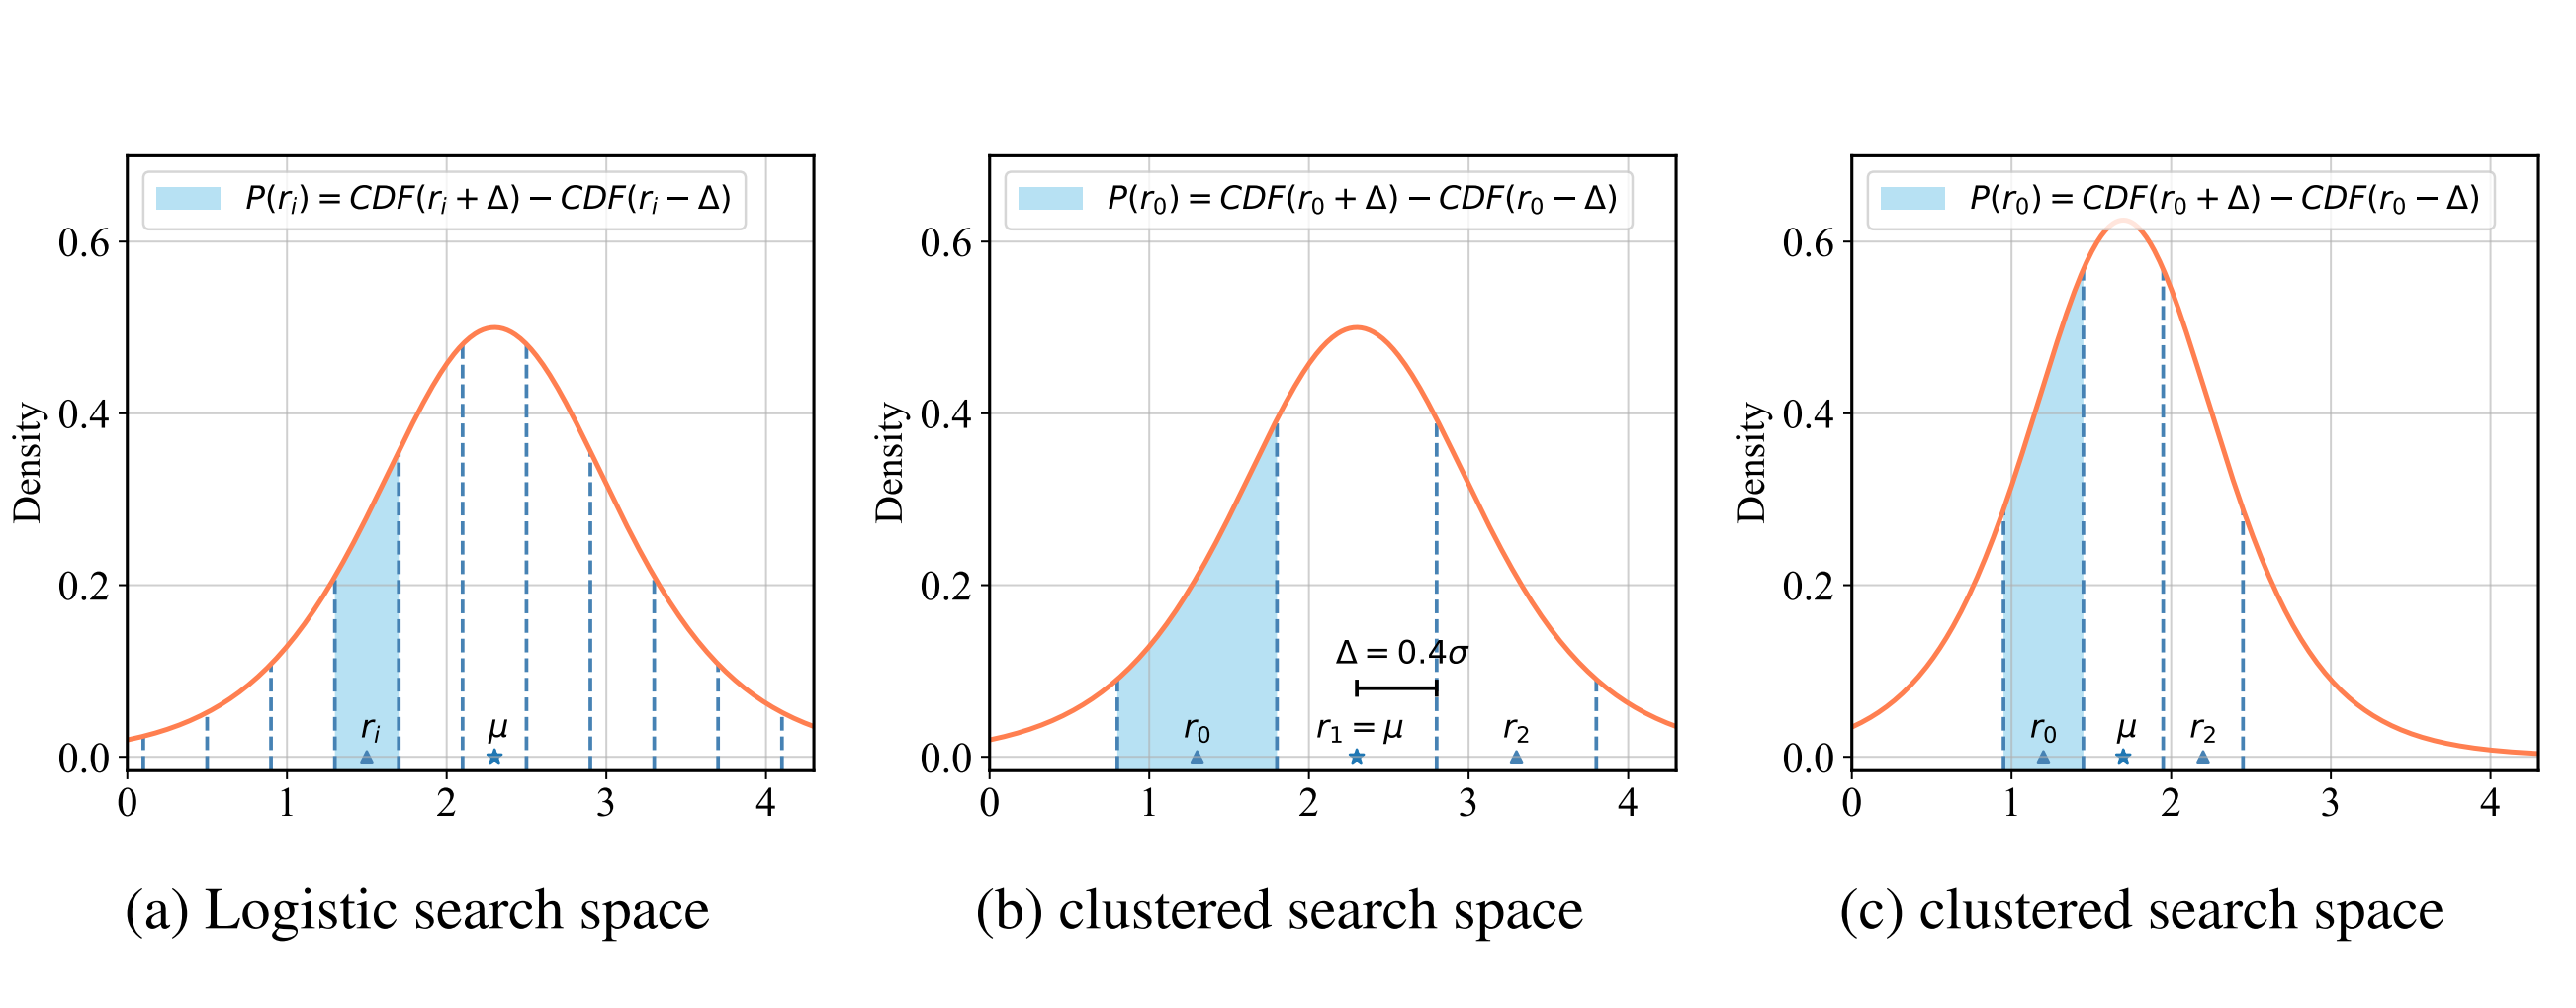 P(r_i) = CDF(r_i + Δ) − CDF(r_i − Δ)
0.6
0.4
0.2
0.0
Density
r_i
μ
0 1 2 3 4
(a) Logistic search space
P(r_0) = CDF(r_0 + Δ) − CDF(r_0 − Δ)
0.6
0.4
0.2
0.0
Density
Δ = 0.4σ
r_0
r_1 = μ
r_2
0 1 2 3 4
(b) clustered search space
P(r_0) = CDF(r_0 + Δ) − CDF(r_0 − Δ)
0.6
0.4
0.2
0.0
Density
r_0
μ
r_2
0 1 2 3 4
(c) clustered search space